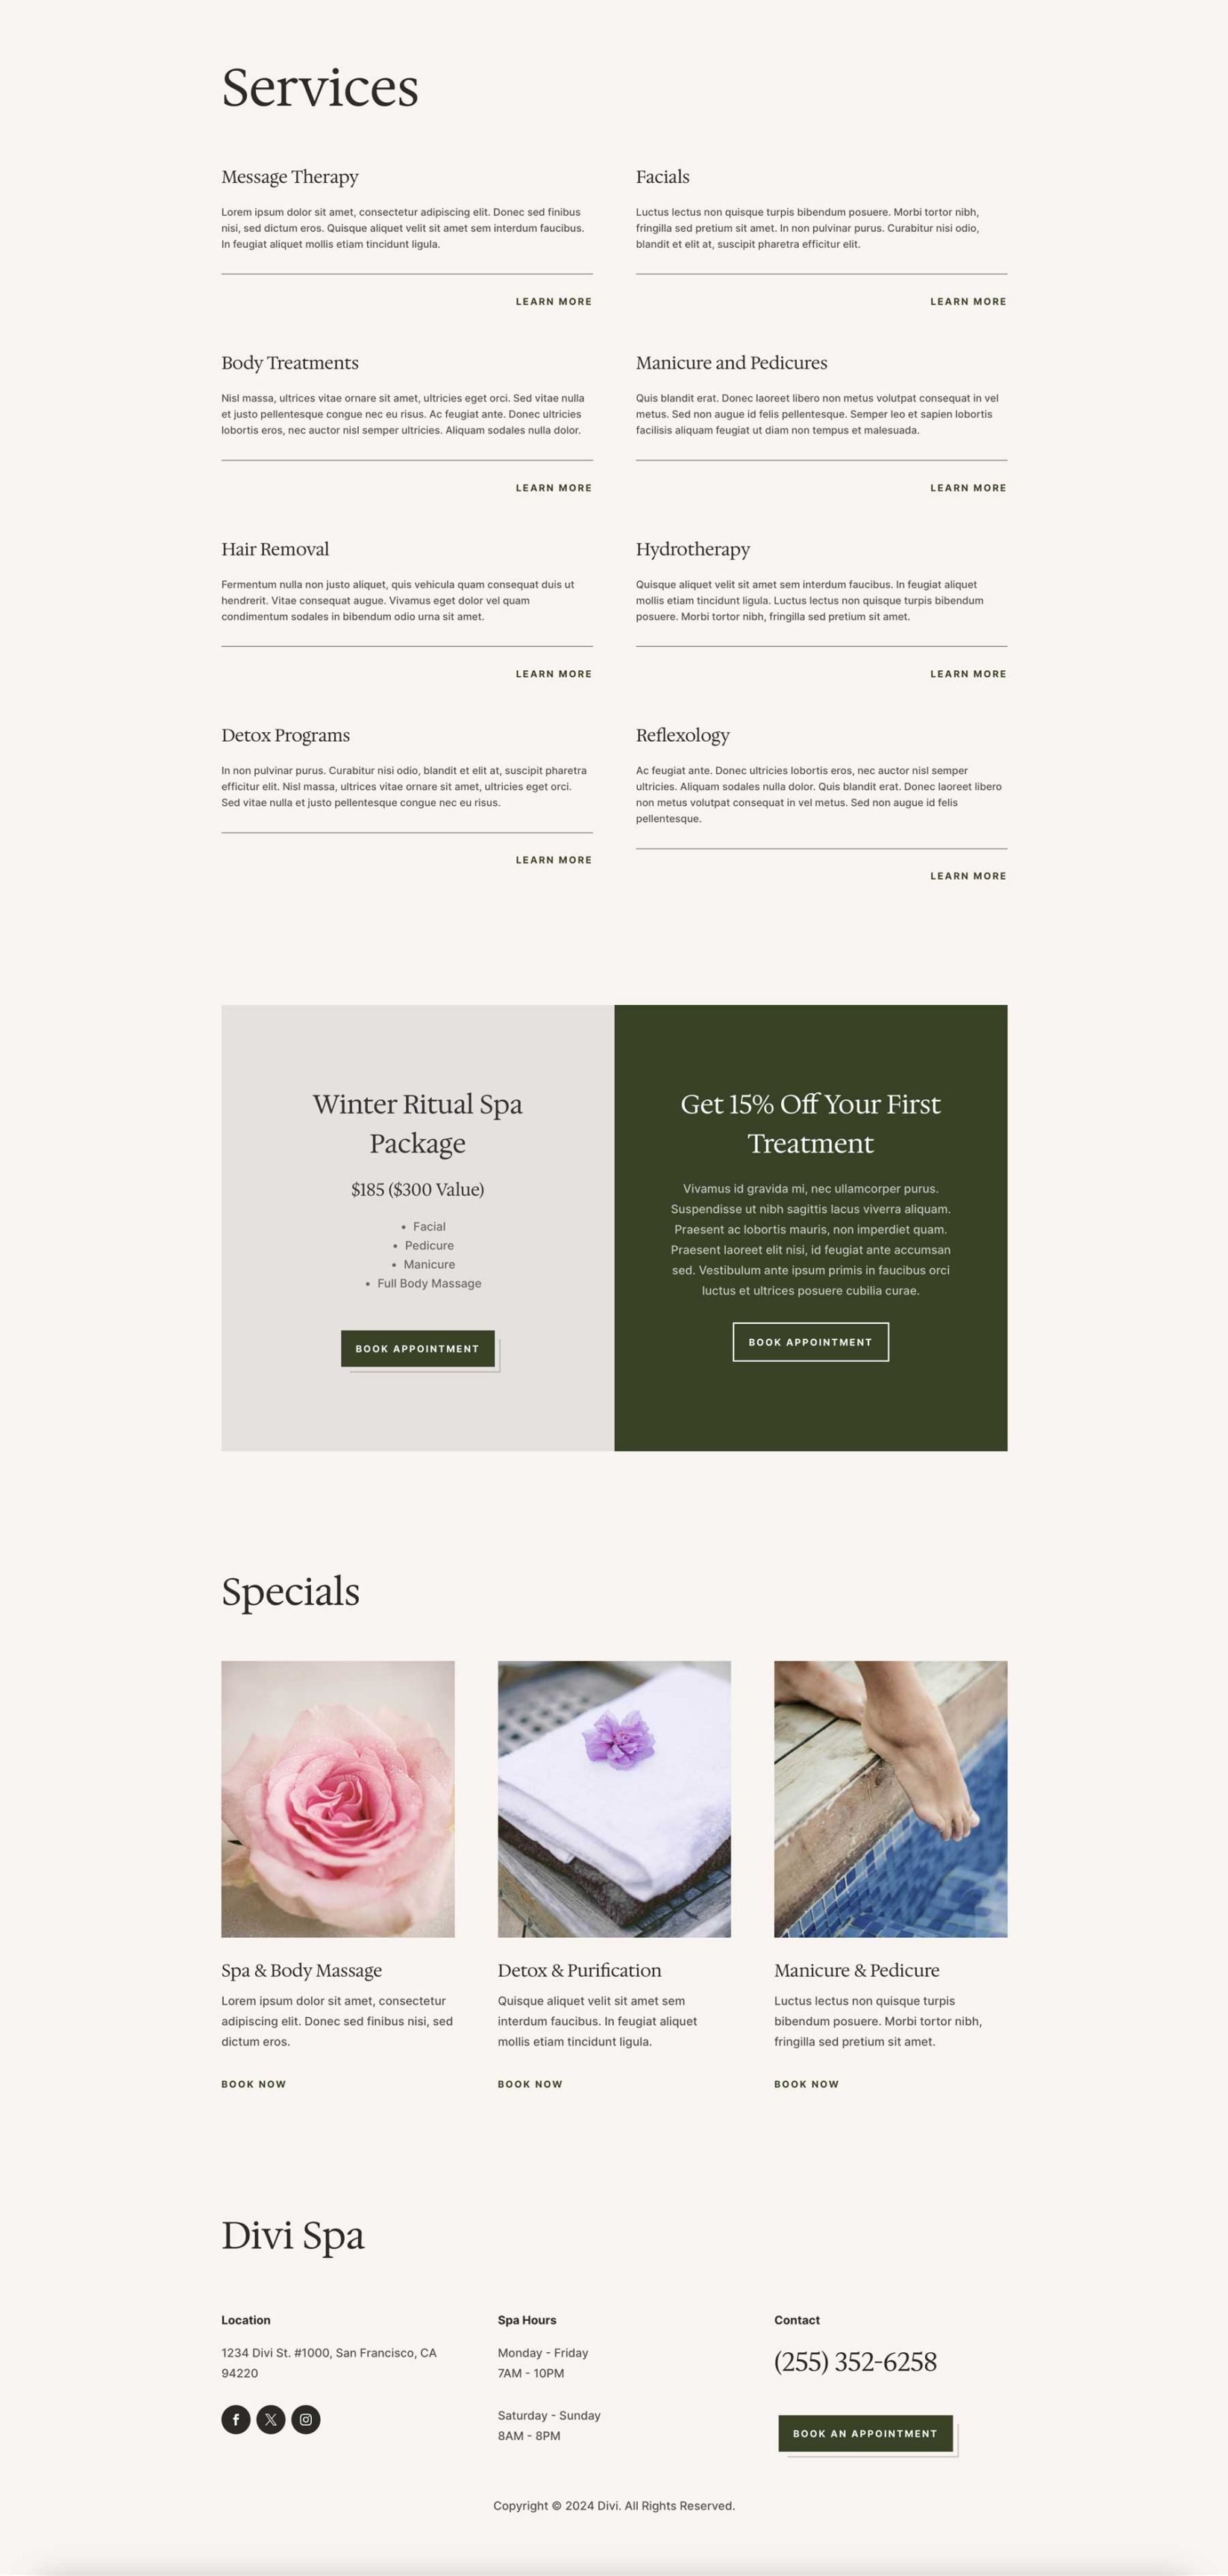 Services
Message Therapy
Lorem ipsum dolor sit amet, consectetur adipiscing elit. Donec sed finibus
nisi, sed dictum eros. Quisque aliquet velit sit amet sem interdum faucibus.
In feugiat aliquet mollis etiam tincidunt ligula.
LEARN MORE
Facials
Luctus lectus non quisque turpis bibendum posuere. Morbi tortor nibh,
fringilla sed pretium sit amet. In non pulvinar purus. Curabitur nisi odio,
blandit et elit at, suscipit pharetra efficitur elit.
LEARN MORE
Body Treatments
Nisl massa, ultrices vitae ornare sit amet, ultricies eget orci. Sed vitae nulla
et justo pellentesque congue nec eu risus. Ac feugiat ante. Donec ultricies
lobortis eros, nec auctor nisl semper ultricies. Aliquam sodales nulla dolor.
LEARN MORE
Manicure and Pedicures
Quis blandit erat. Donec laoreet libero non metus volutpat consequat in vel
metus. Sed non augue id felis pellentesque. Semper leo et sapien lobortis
facilisis aliquam feugiat ut diam non tempus et malesuada.
LEARN MORE
Hair Removal
Fermentum nulla non justo aliquet, quis vehicula quam consequat duis ut
hendrerit. Vitae consequat augue. Vivamus eget dolor vel quam
condimentum sodales in bibendum odio urna sit amet.
LEARN MORE
Hydrotherapy
Quisque aliquet velit sit amet sem interdum faucibus. In feugiat aliquet
mollis etiam tincidunt ligula. Luctus lectus non quisque turpis bibendum
posuere. Morbi tortor nibh, fringilla sed pretium sit amet.
LEARN MORE
Detox Programs
In non pulvinar purus. Curabitur nisi odio, blandit et elit at, suscipit pharetra
efficitur elit. Nisl massa, ultrices vitae ornare sit amet, ultricies eget orci.
Sed vitae nulla et justo pellentesque congue nec eu risus.
LEARN MORE
Reflexology
Ac feugiat ante. Donec ultricies lobortis eros, nec auctor nisl semper
ultricies. Aliquam sodales nulla dolor. Quis blandit erat. Donec laoreet libero
non metus volutpat consequat in vel metus. Sed non augue id felis
pellentesque.
LEARN MORE
Winter Ritual Spa
Package
$185 ($300 Value)
• Facial
• Pedicure
• Manicure
• Full Body Massage
BOOK APPOINTMENT
Get 15% Off Your First
Treatment
Vivamus id gravida mi, nec ullamcorper purus.
Suspendisse ut nibh sagittis lacus viverra aliquam.
Praesent ac lobortis mauris, non imperdiet quam.
Praesent laoreet elit nisi, id feugiat ante accumsan
sed. Vestibulum ante ipsum primis in faucibus orci
luctus et ultrices posuere cubilia curae.
BOOK APPOINTMENT
Specials
Spa & Body Massage
Lorem ipsum dolor sit amet, consectetur
adipiscing elit. Donec sed finibus nisi, sed
dictum eros.
BOOK NOW
Detox & Purification
Quisque aliquet velit sit amet sem
interdum faucibus. In feugiat aliquet
mollis etiam tincidunt ligula.
BOOK NOW
Manicure & Pedicure
Luctus lectus non quisque turpis
bibendum posuere. Morbi tortor nibh,
fringilla sed pretium sit amet.
BOOK NOW
Divi Spa
Location
1234 Divi St. #1000, San Francisco, CA
94220
Spa Hours
Monday - Friday
7AM - 10PM
Saturday - Sunday
8AM - 8PM
Contact
(255) 352-6258
BOOK AN APPOINTMENT
Copyright © 2024 Divi. All Rights Reserved.